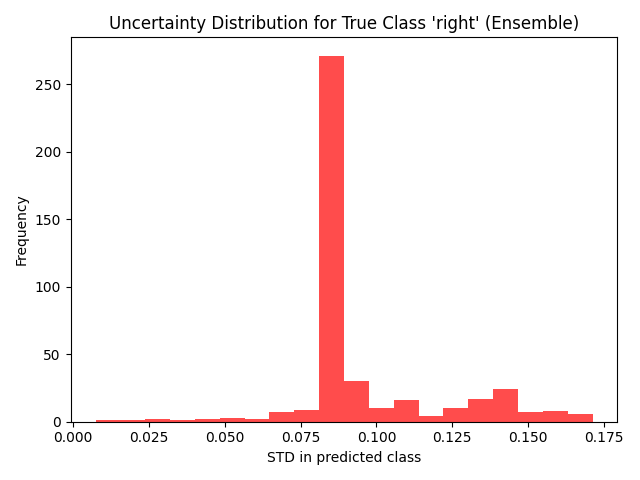 Uncertainty Distribution for True Class 'right' (Ensemble)
Frequency
250
200
150
100
50
0
0.000 0.025 0.050 0.075 0.100 0.125 0.150 0.175
STD in predicted class